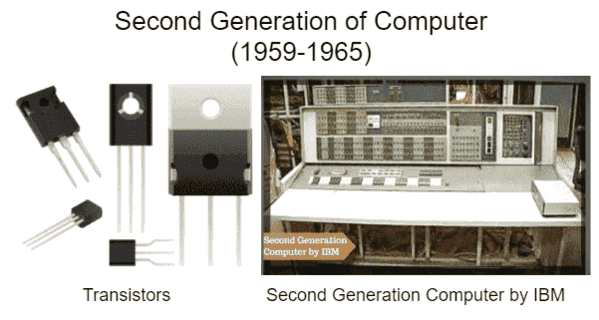 Second Generation of Computer
(1959-1965)
Second Generation
Computer by IBM
Transistors
Second Generation Computer by IBM